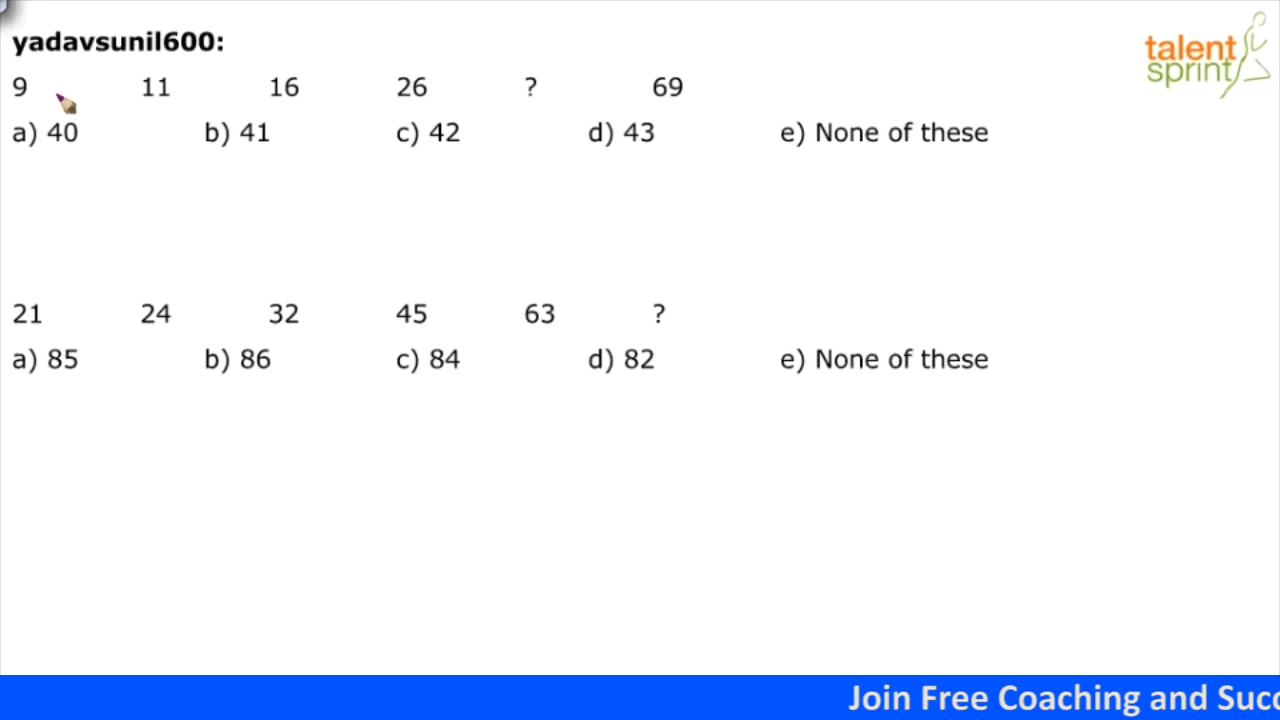 yadavsunil600:
talent
sprint
9 11 16 26 ? 69
a) 40 b) 41 c) 42 d) 43 e) None of these
21 24 32 45 63 ?
a) 85 b) 86 c) 84 d) 82 e) None of these
Join Free Coaching and